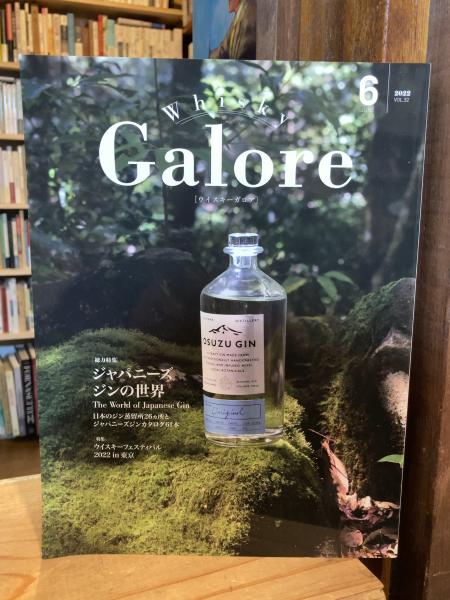 Whisky
Galore
[ウイスキーガロア]
6
2022
VOL.32
OSUZU GIN
Original
総力特集
ジャパニーズ
ジンの世界
The World of Japanese Gin
日本のジン蒸留所26ヵ所と
ジャパニーズジンカタログ61本
特集
ウイスキーフェスティバル
2022 in 東京